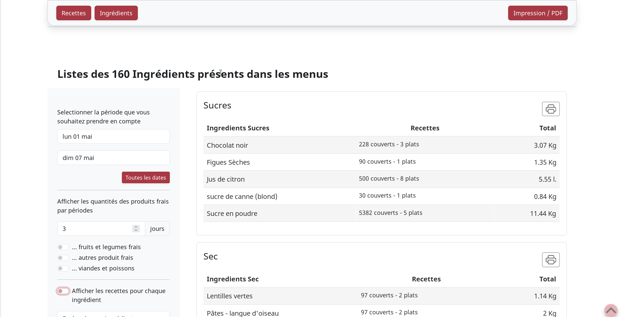 Recettes
Ingrédients
Impression / PDF
Listes des 160 Ingrédients présents dans les menus
Selectionner la période que vous
souhaitez prendre en compte
lun 01 mai
dim 07 mai
Toutes les dates
Afficher les quantités des produits frais
par périodes
3 jours
... fruits et legumes frais
... autres produit frais
... viandes et poissons
Afficher les recettes pour chaque
ingrédient
Sucres
Ingredients Sucres Recettes Total
Chocolat noir 228 couverts - 3 plats 3.07 Kg
Figues Sèches 90 couverts - 1 plats 1.35 Kg
Jus de citron 500 couverts - 8 plats 5.55 l.
sucre de canne (blond) 30 couverts - 1 plats 0.84 Kg
Sucre en poudre 5382 couverts - 5 plats 11.44 Kg
Sec
Ingredients Sec Recettes Total
Lentilles vertes 97 couverts - 2 plats 1.14 Kg
Pâtes - langue d'oiseau 97 couverts - 2 plats 2 Kg